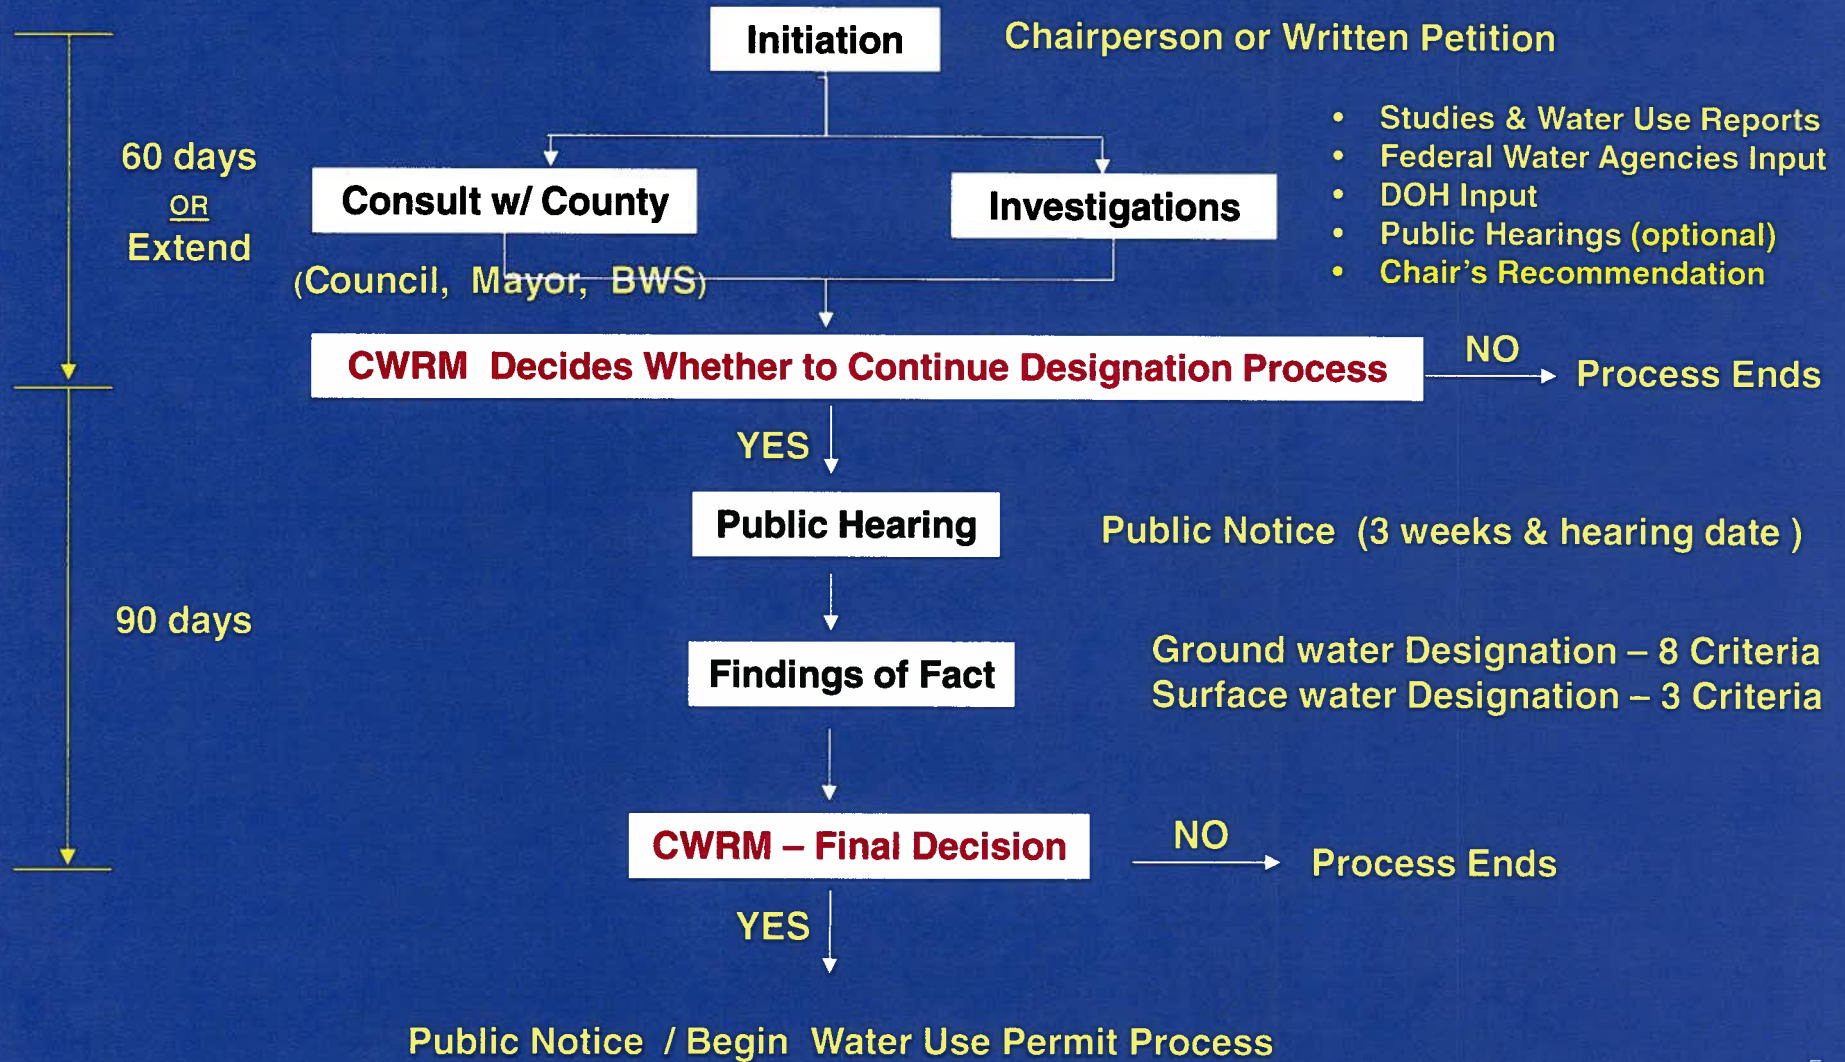 Initiation
Chairperson or Written Petition
60 days
OR
Extend
Consult w/ County
(Council, Mayor, BWS)
Investigations
• Studies & Water Use Reports
• Federal Water Agencies Input
• DOH Input
• Public Hearings (optional)
• Chair's Recommendation
CWRM Decides Whether to Continue Designation Process
NO
Process Ends
YES
90 days
Public Hearing
Public Notice (3 weeks & hearing date )
Findings of Fact
Ground water Designation – 8 Criteria
Surface water Designation – 3 Criteria
CWRM – Final Decision
NO
Process Ends
YES
Public Notice / Begin Water Use Permit Process